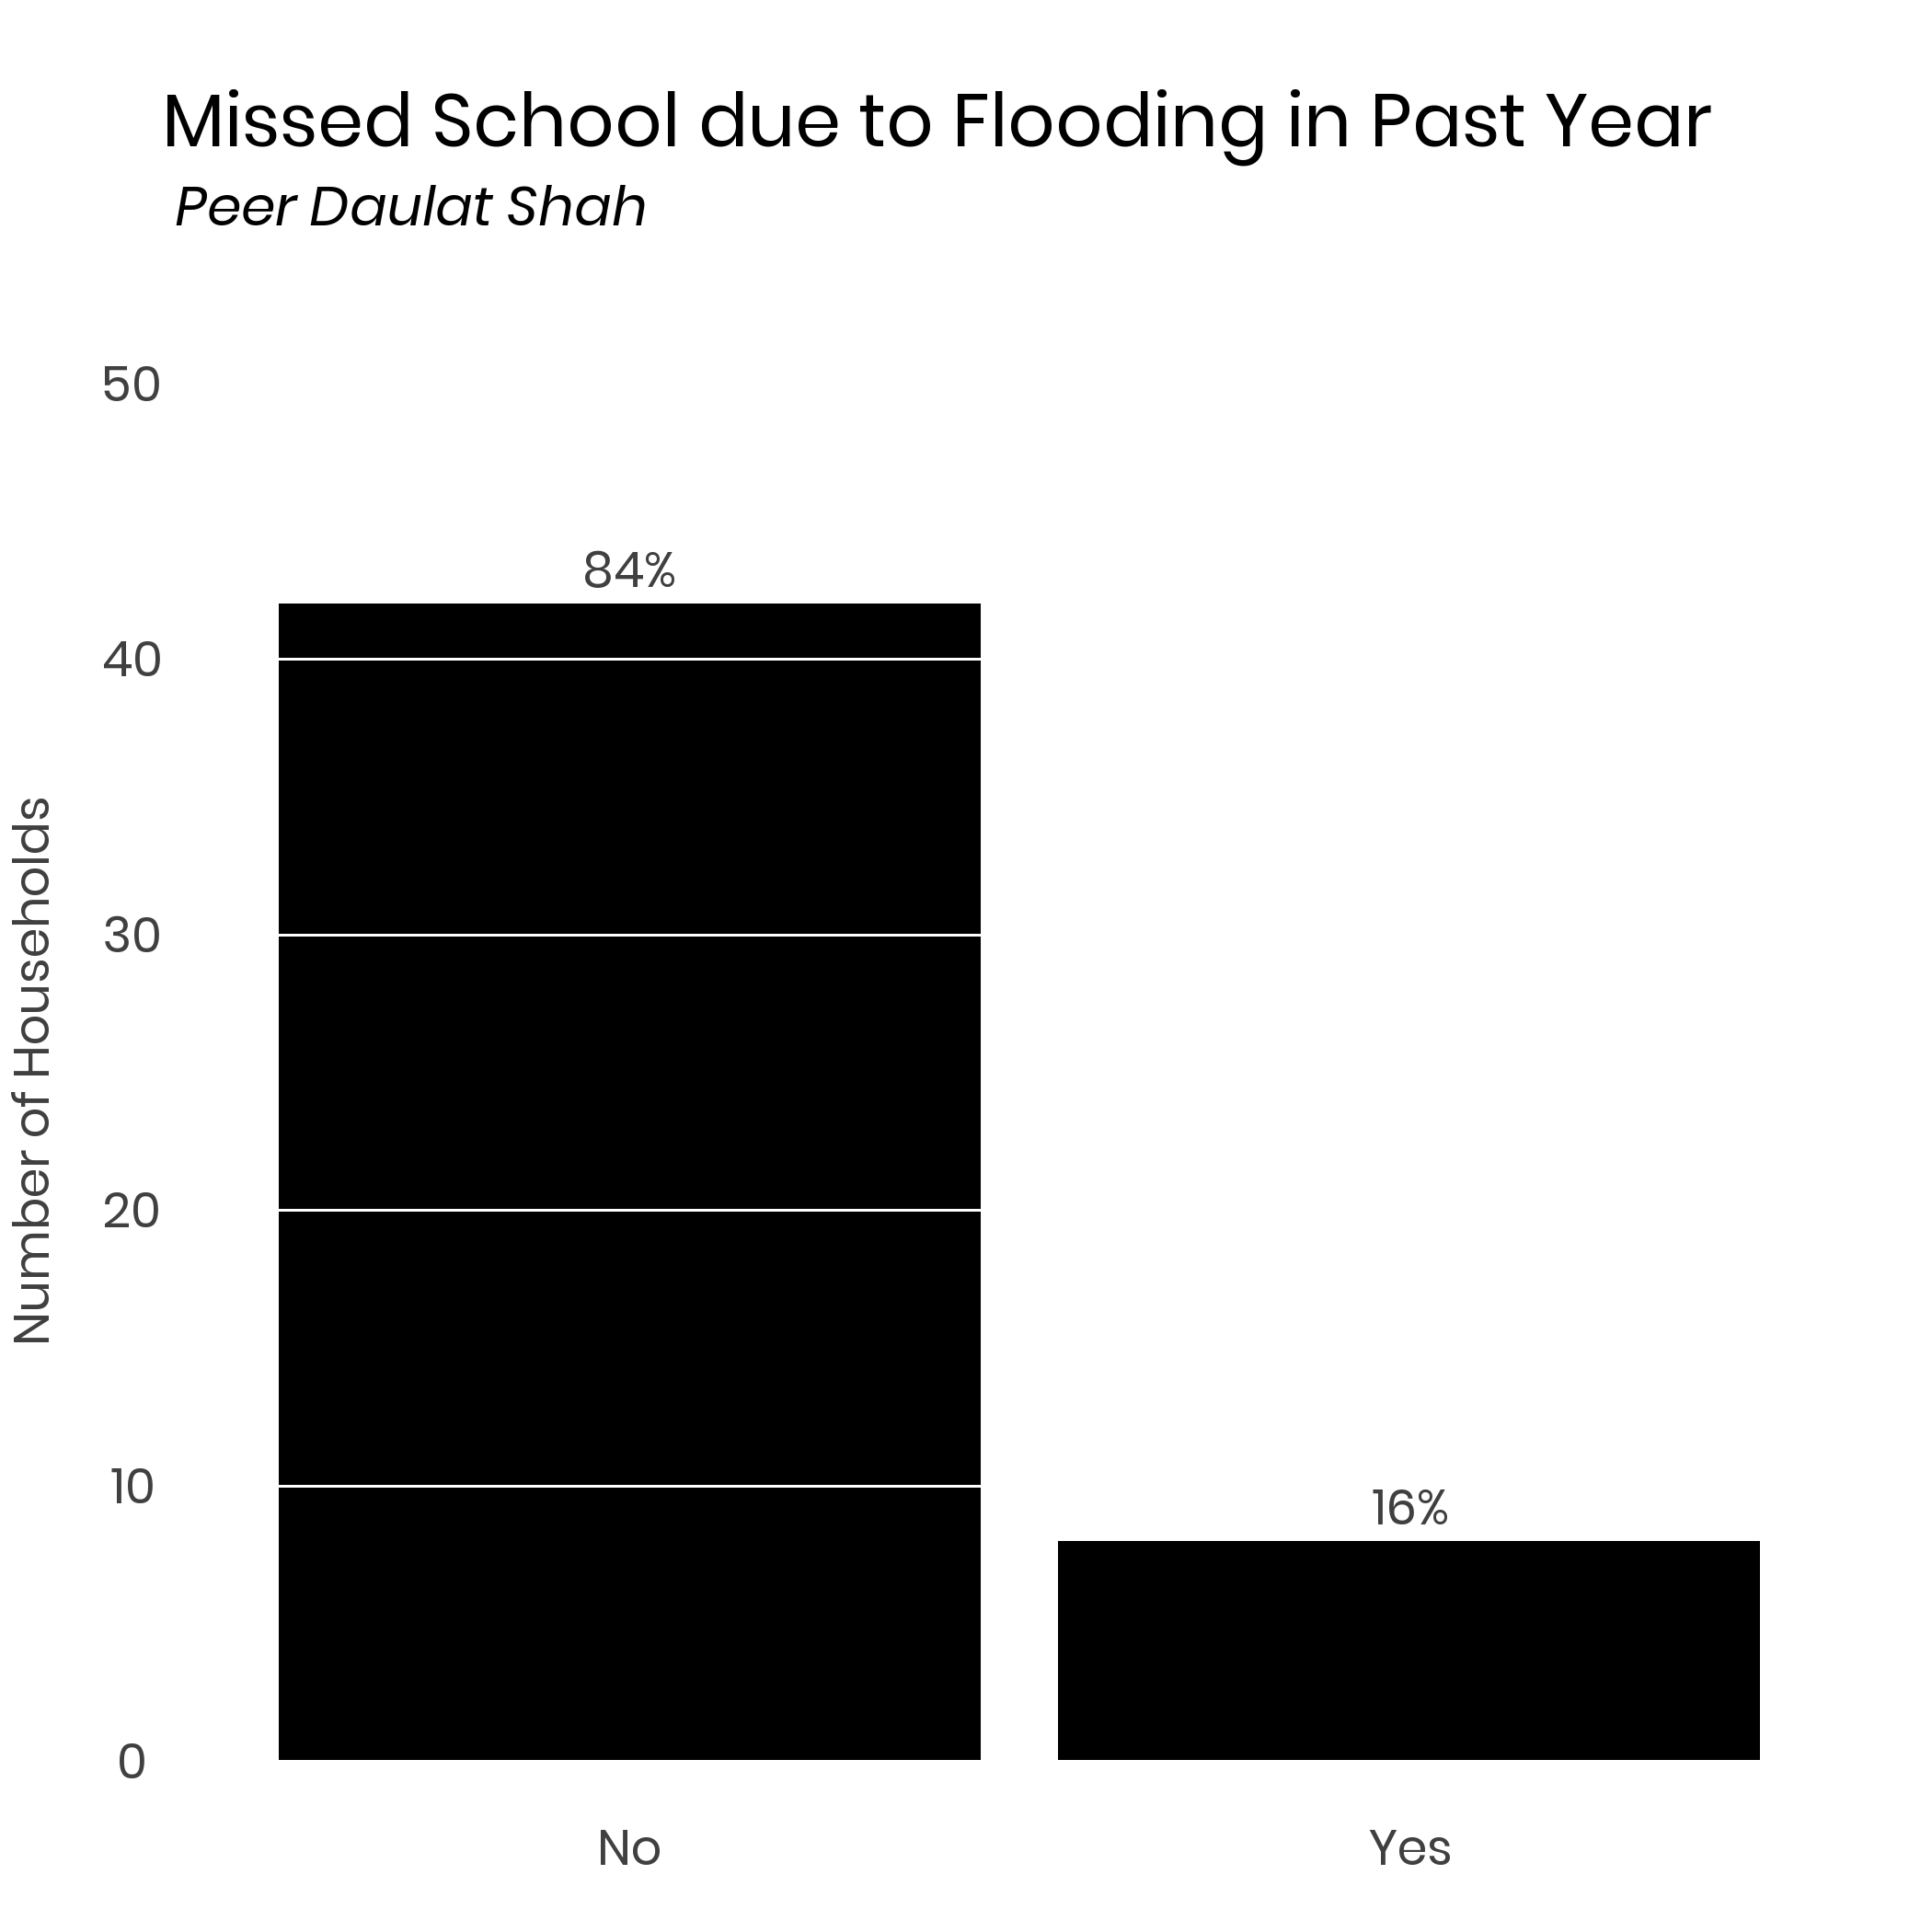 Missed School due to Flooding in Past Year
Peer Daulat Shah
Number of Households
50
40
30
20
10
0
84%
16%
No
Yes